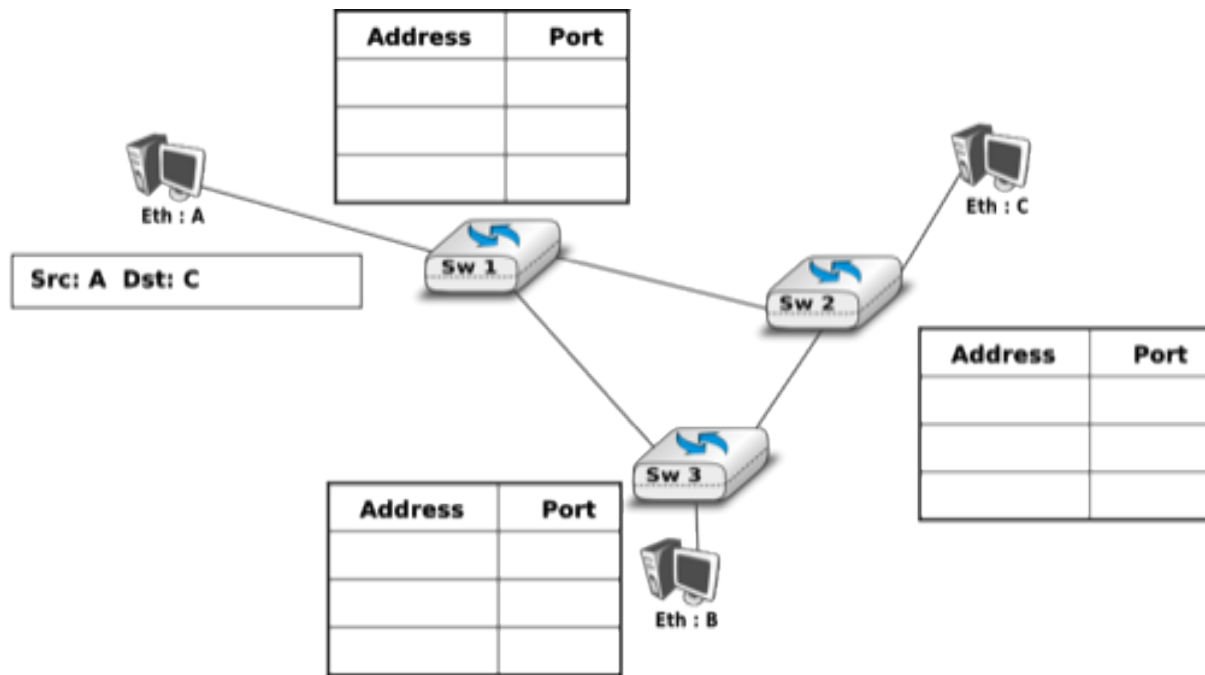 Address Port
Eth : A
Eth : C
Sw 1
Src: A Dst: C
Sw 2
Address Port
Sw 3
Address Port
Eth : B